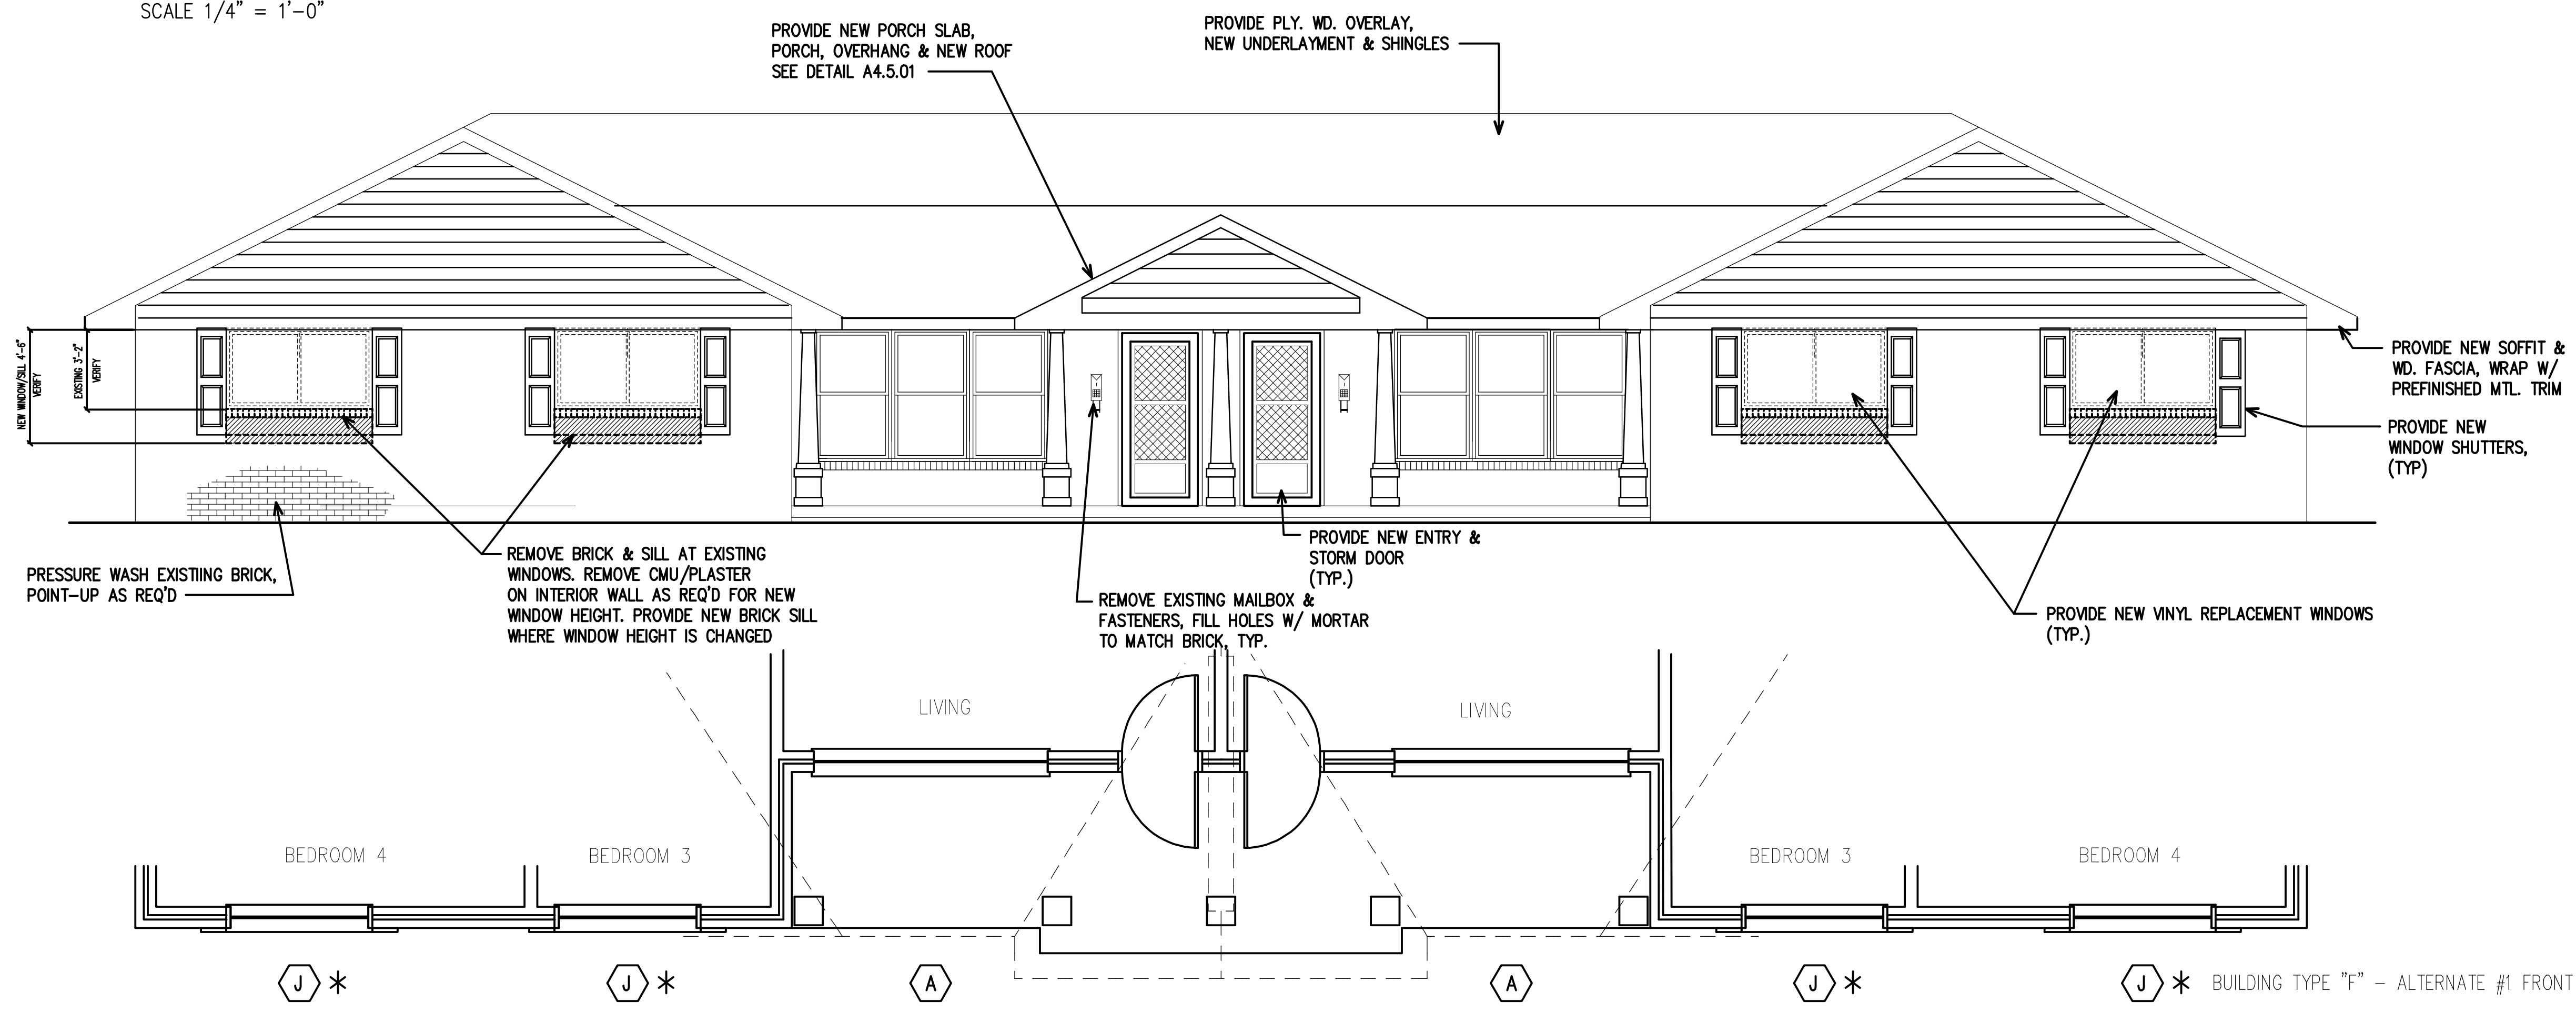 SCALE 1/4" = 1'-0"
PROVIDE NEW PORCH SLAB,
PORCH, OVERHANG & NEW ROOF
SEE DETAIL A4.5.01
PROVIDE PLY. WD. OVERLAY,
NEW UNDERLAYMENT & SHINGLES
NEW WINDOW/SILL 4'-6"
VERIFY
EXISTING 3'-2"
VERIFY
PROVIDE NEW SOFFIT &
WD. FASCIA, WRAP W/
PREFINISHED MTL. TRIM
PROVIDE NEW
WINDOW SHUTTERS,
(TYP)
PRESSURE WASH EXISTIING BRICK,
POINT-UP AS REQ'D
REMOVE BRICK & SILL AT EXISTING
WINDOWS. REMOVE CMU/PLASTER
ON INTERIOR WALL AS REQ'D FOR NEW
WINDOW HEIGHT. PROVIDE NEW BRICK SILL
WHERE WINDOW HEIGHT IS CHANGED
REMOVE EXISTING MAILBOX &
FASTENERS, FILL HOLES W/ MORTAR
TO MATCH BRICK, TYP.
PROVIDE NEW ENTRY &
STORM DOOR
(TYP.)
PROVIDE NEW VINYL REPLACEMENT WINDOWS
(TYP.)
LIVING
LIVING
BEDROOM 4
BEDROOM 3
BEDROOM 3
BEDROOM 4
J *
J *
A
A
J *
J *
BUILDING TYPE "F" - ALTERNATE #1 FRONT